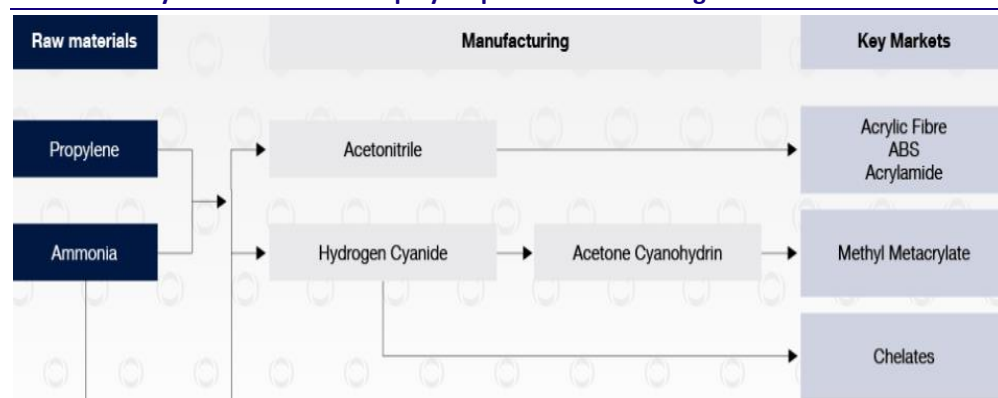 Raw materials
Manufacturing
Key Markets
Propylene
Acetonitrile
Acrylic Fibre
ABS
Acrylamide
Ammonia
Hydrogen Cyanide
Acetone Cyanohydrin
Methyl Metacrylate
Chelates